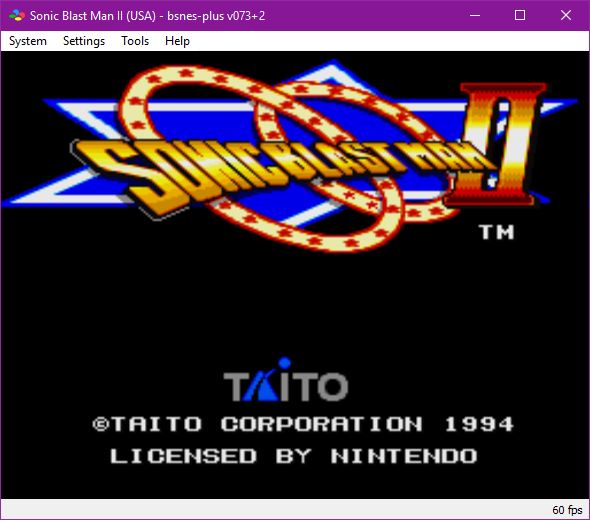 Sonic Blast Man II (USA) - bsnes-plus v073+2
System Settings Tools Help
SONIC BLAST MAN II
TM
TAITO
©TAITO CORPORATION 1994
LICENSED BY NINTENDO
60 fps